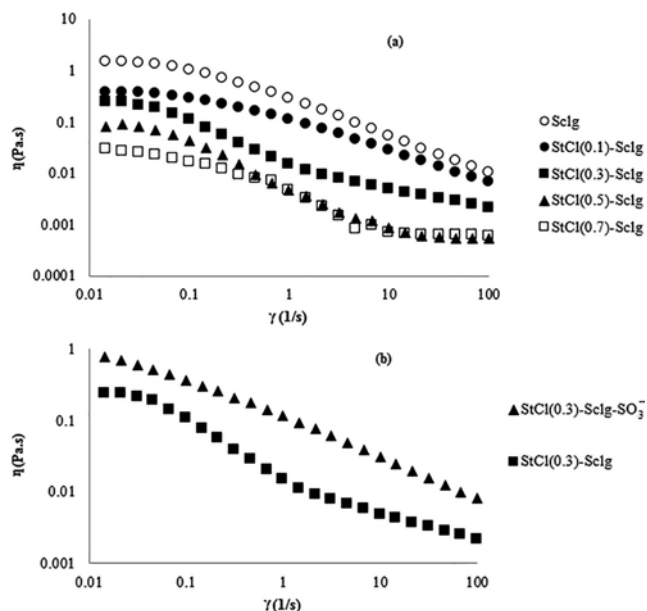 (a)
10
1
0.1
0.01
0.001
0.0001
η(Pa.s)
0.01 0.1 1 10 100
γ (1/s)
Sclg
StCl(0.1)-Sclg
StCl(0.3)-Sclg
StCl(0.5)-Sclg
StCl(0.7)-Sclg
(b)
1
0.1
0.01
0.001
η(Pa.s)
0.01 0.1 1 10 100
γ(1/s)
StCl(0.3)-Sclg-SO₃⁻
StCl(0.3)-Sclg